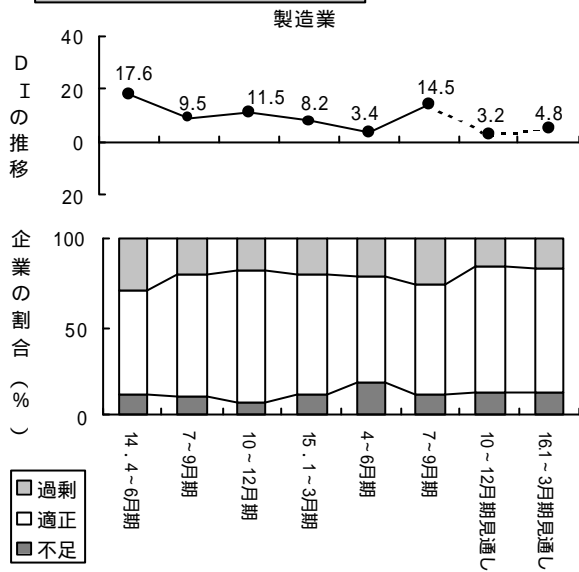 製造業
DIの推移
40
20
0
20
17.6
9.5
11.5
8.2
3.4
14.5
3.2
4.8
企業の割合(%)
100
50
0
14.4~6月期
7~9月期
10~12月期
15.1~3月期
4~6月期
7~9月期
10~12月期見通し
16.1~3月期見通し
過剰
適正
不足